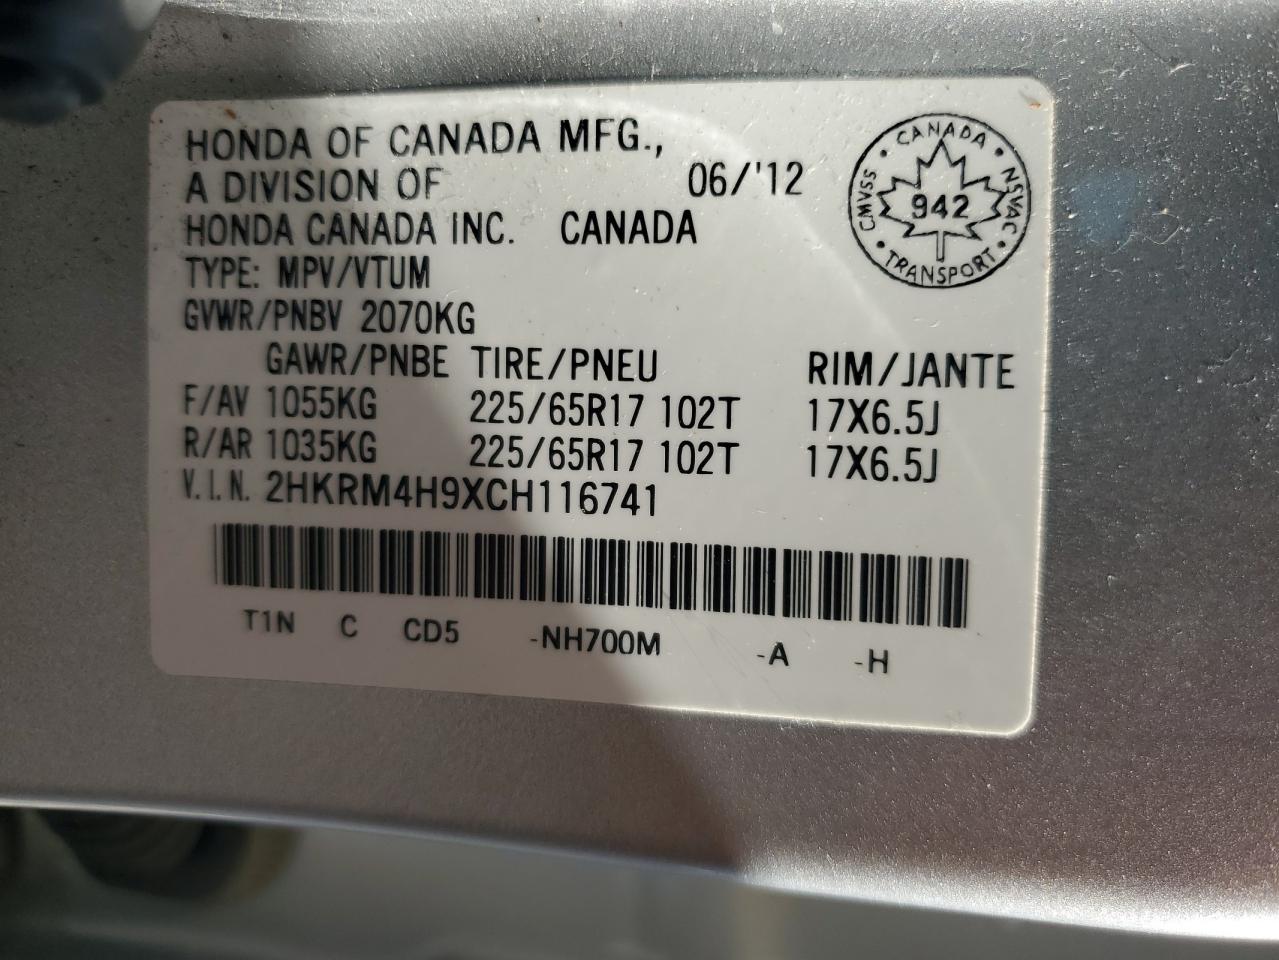 HONDA OF CANADA MFG.,
A DIVISION OF 06/'12
HONDA CANADA INC. CANADA
TYPE: MPV/VTUM
GVWR/PNBV 2070KG
GAWR/PNBE TIRE/PNEU RIM/JANTE
F/AV 1055KG 225/65R17 102T 17X6.5J
R/AR 1035KG 225/65R17 102T 17X6.5J
V.I.N. 2HKRM4H9XCH116741
T1N C CD5 -NH700M -A -H
CANADA
CMVSS • NSVAC
942
TRANSPORT